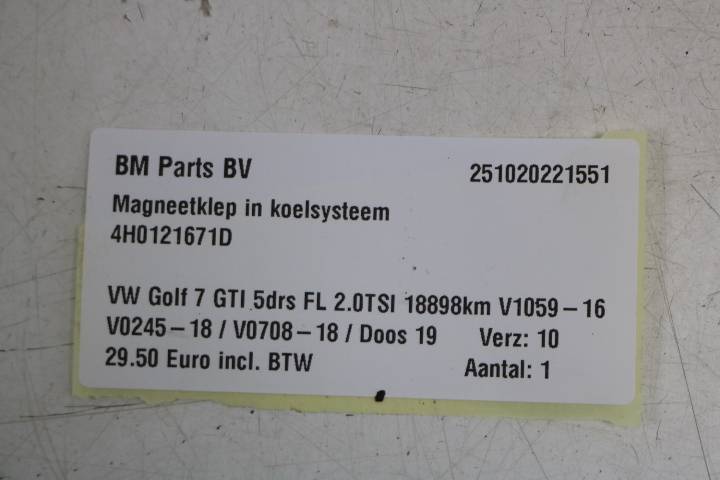 BM Parts BV 251020221551
Magneetklep in koelsysteem
4H0121671D
VW Golf 7 GTI 5drs FL 2.0TSI 18898km V1059-16
V0245-18 / V0708-18 / Doos 19 Verz: 10
29.50 Euro incl. BTW Aantal: 1